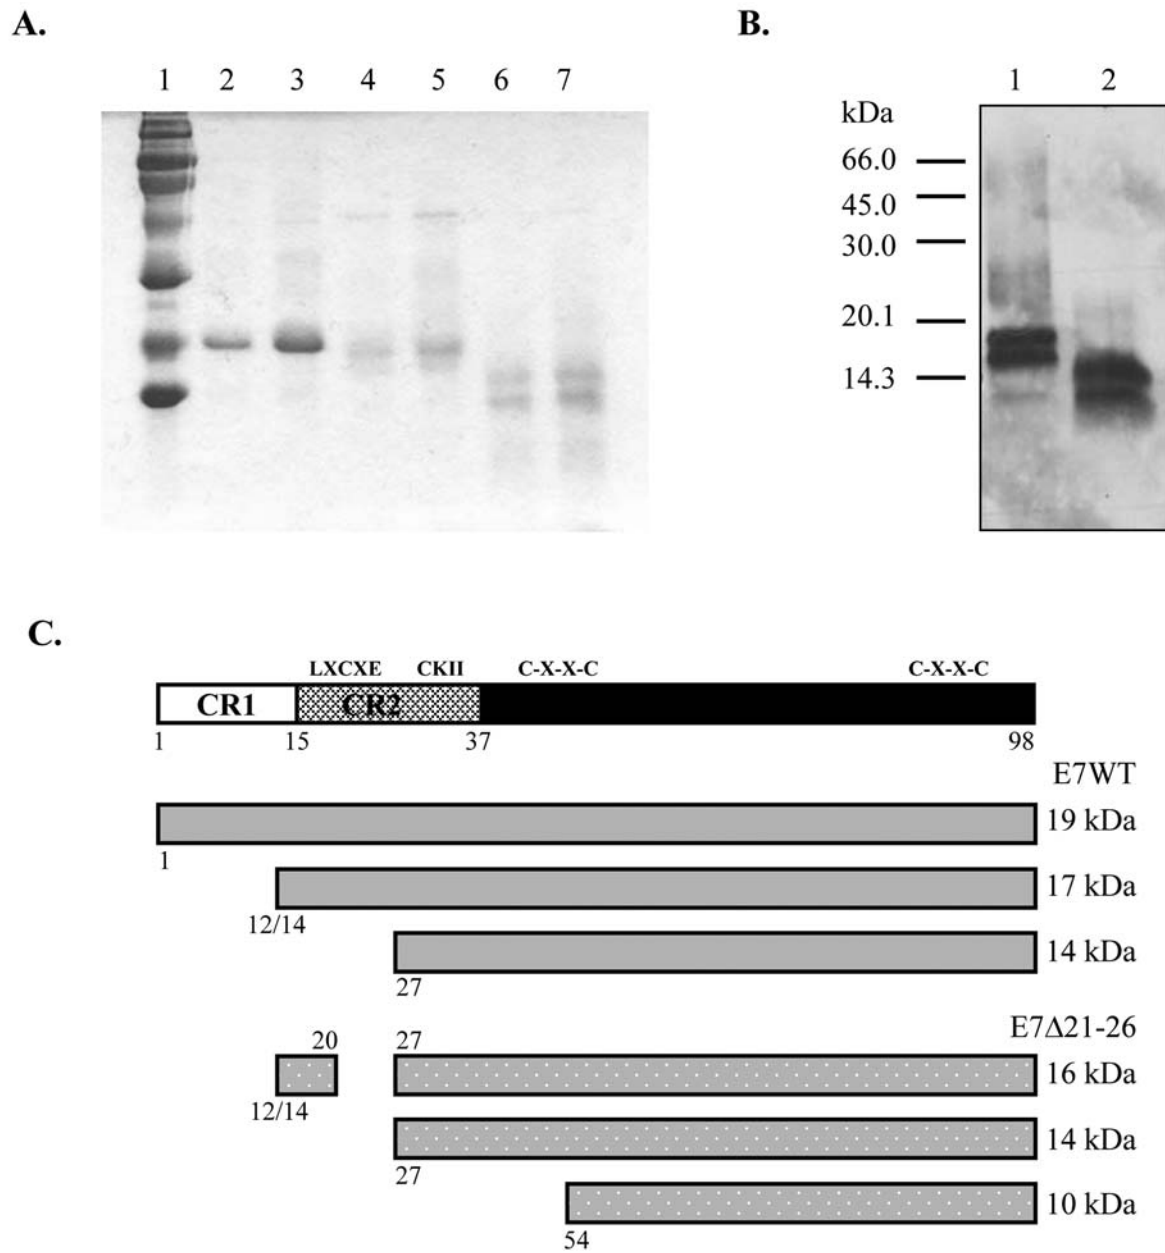 A.
1 2 3 4 5 6 7
B.
1 2
kDa
66.0
45.0
30.0
20.1
14.3
C.
LXCXE CKII C-X-X-C C-X-X-C
CR1 CR2
1 15 37 98
E7WT
19 kDa
1
17 kDa
12/14
14 kDa
27
E7Δ21-26
20 27
16 kDa
12/14
14 kDa
27
10 kDa
54